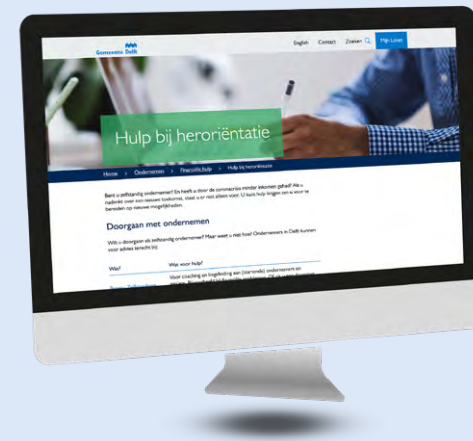 Gemeente Delft
English Contact Zoeken Mijn Loket
Hulp bij heroriëntatie
Home > Ondernemen > Financiële hulp > Hulp bij heroriëntatie
Bent u zelfstandig ondernemer? En heeft u door de coronacrisis minder inkomen gehad? Als u
nadenkt over een nieuwe toekomst, staat u er niet alleen voor. U kunt hulp krijgen om u voor te
bereiden op nieuwe mogelijkheden.
Doorgaan met ondernemen
Wilt u doorgaan als zelfstandig ondernemer? Maar weet u niet hoe? Ondernemers in Delft kunnen
voor advies terecht bij:
Wie? Wat voor hulp?
Voor coaching en begeleiding aan (startende) ondernemers en